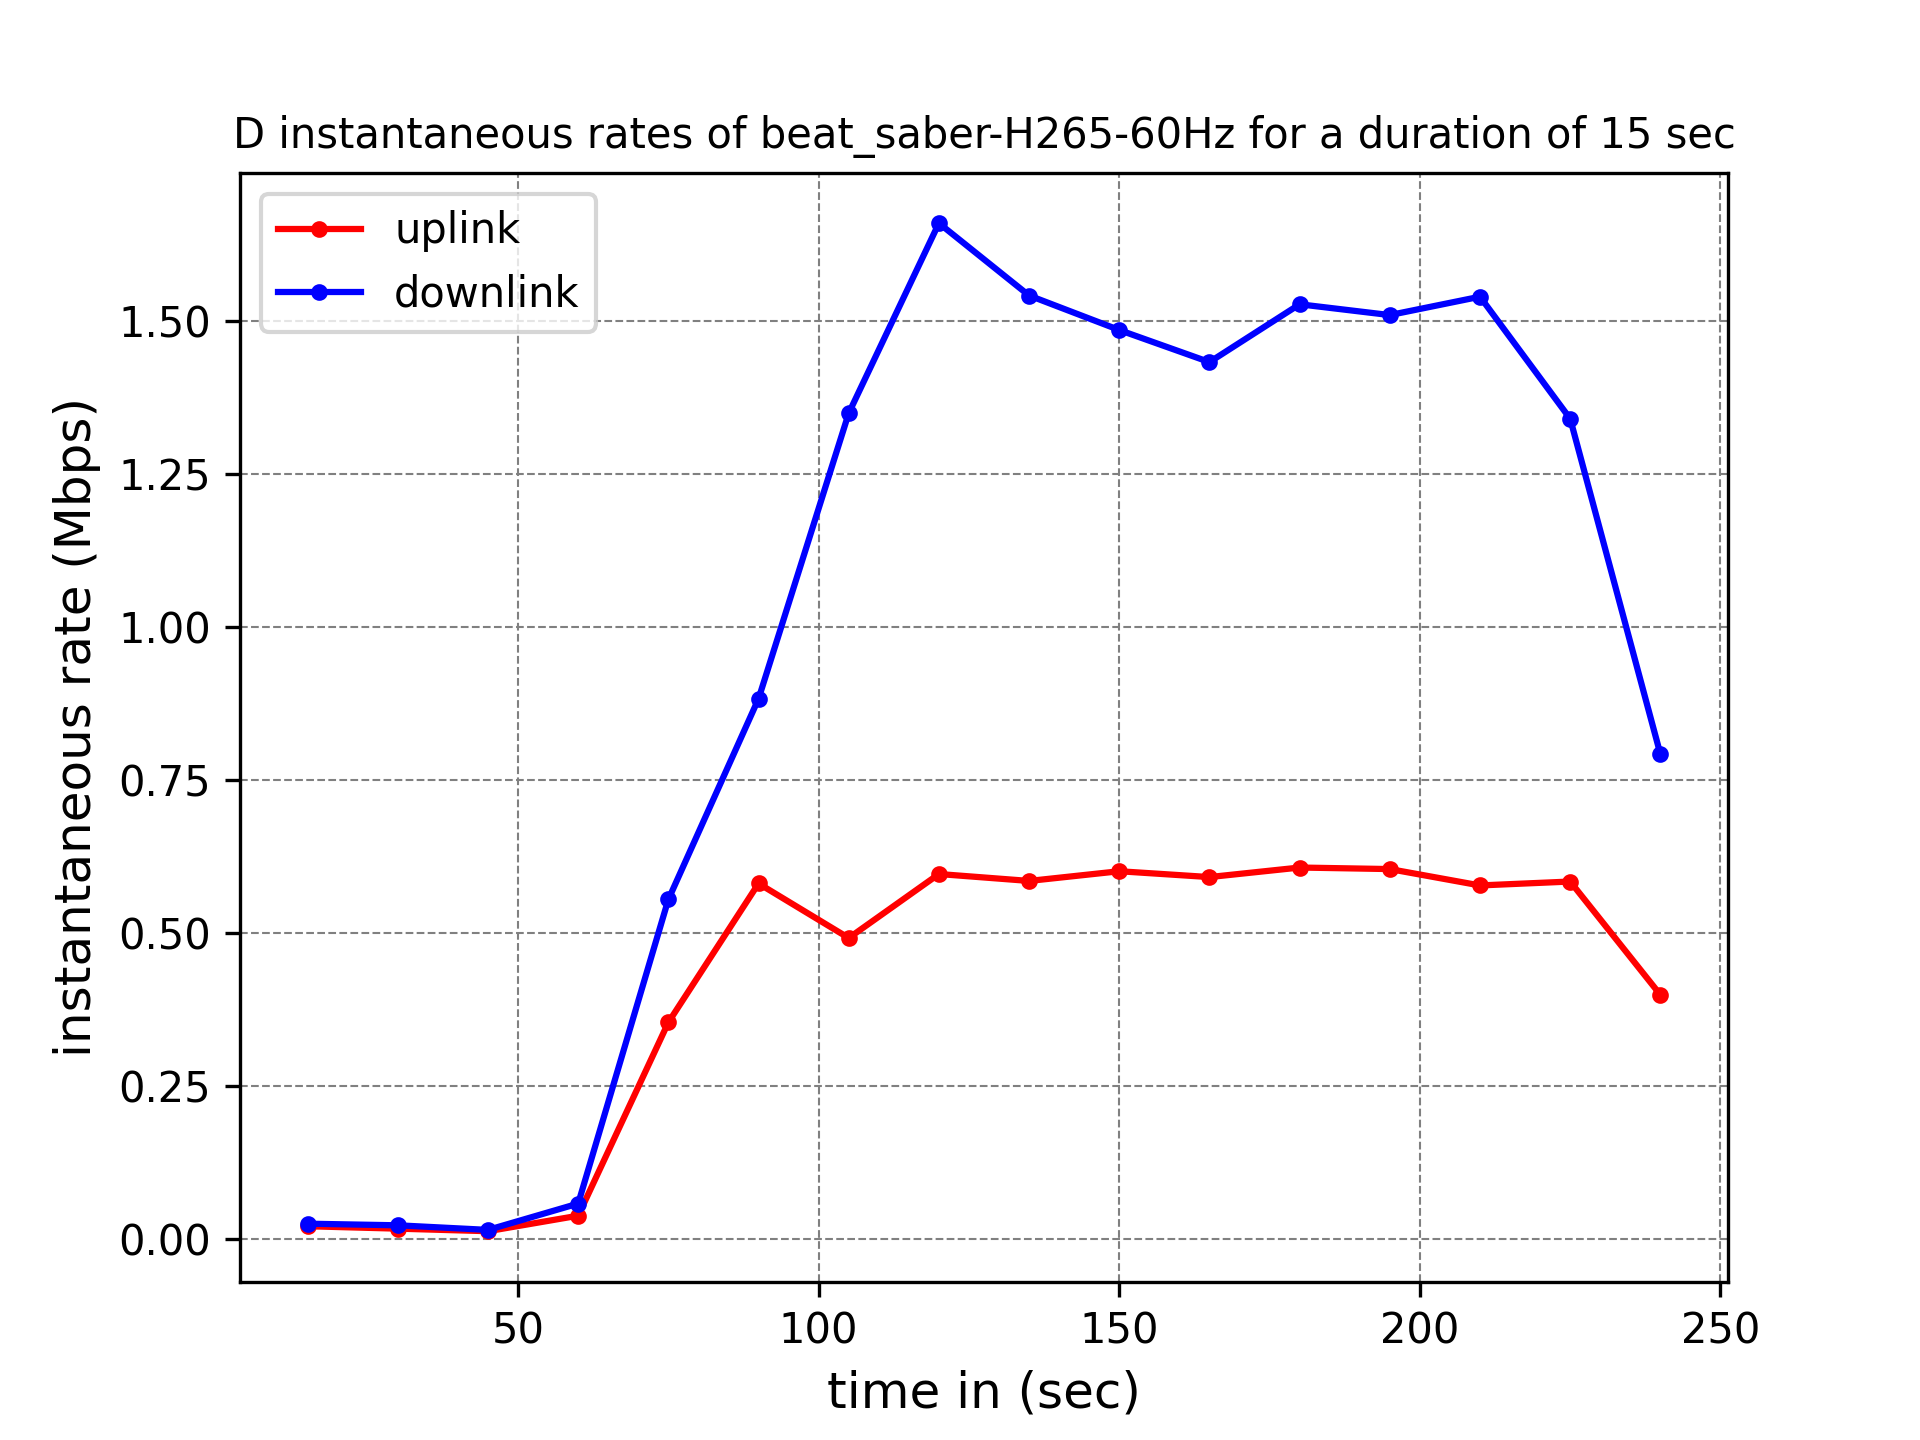 D instantaneous rates of beat_saber-H265-60Hz for a duration of 15 sec
uplink
downlink
1.50
1.25
1.00
0.75
0.50
0.25
0.00
instantaneous rate (Mbps)
50 100 150 200 250
time in (sec)